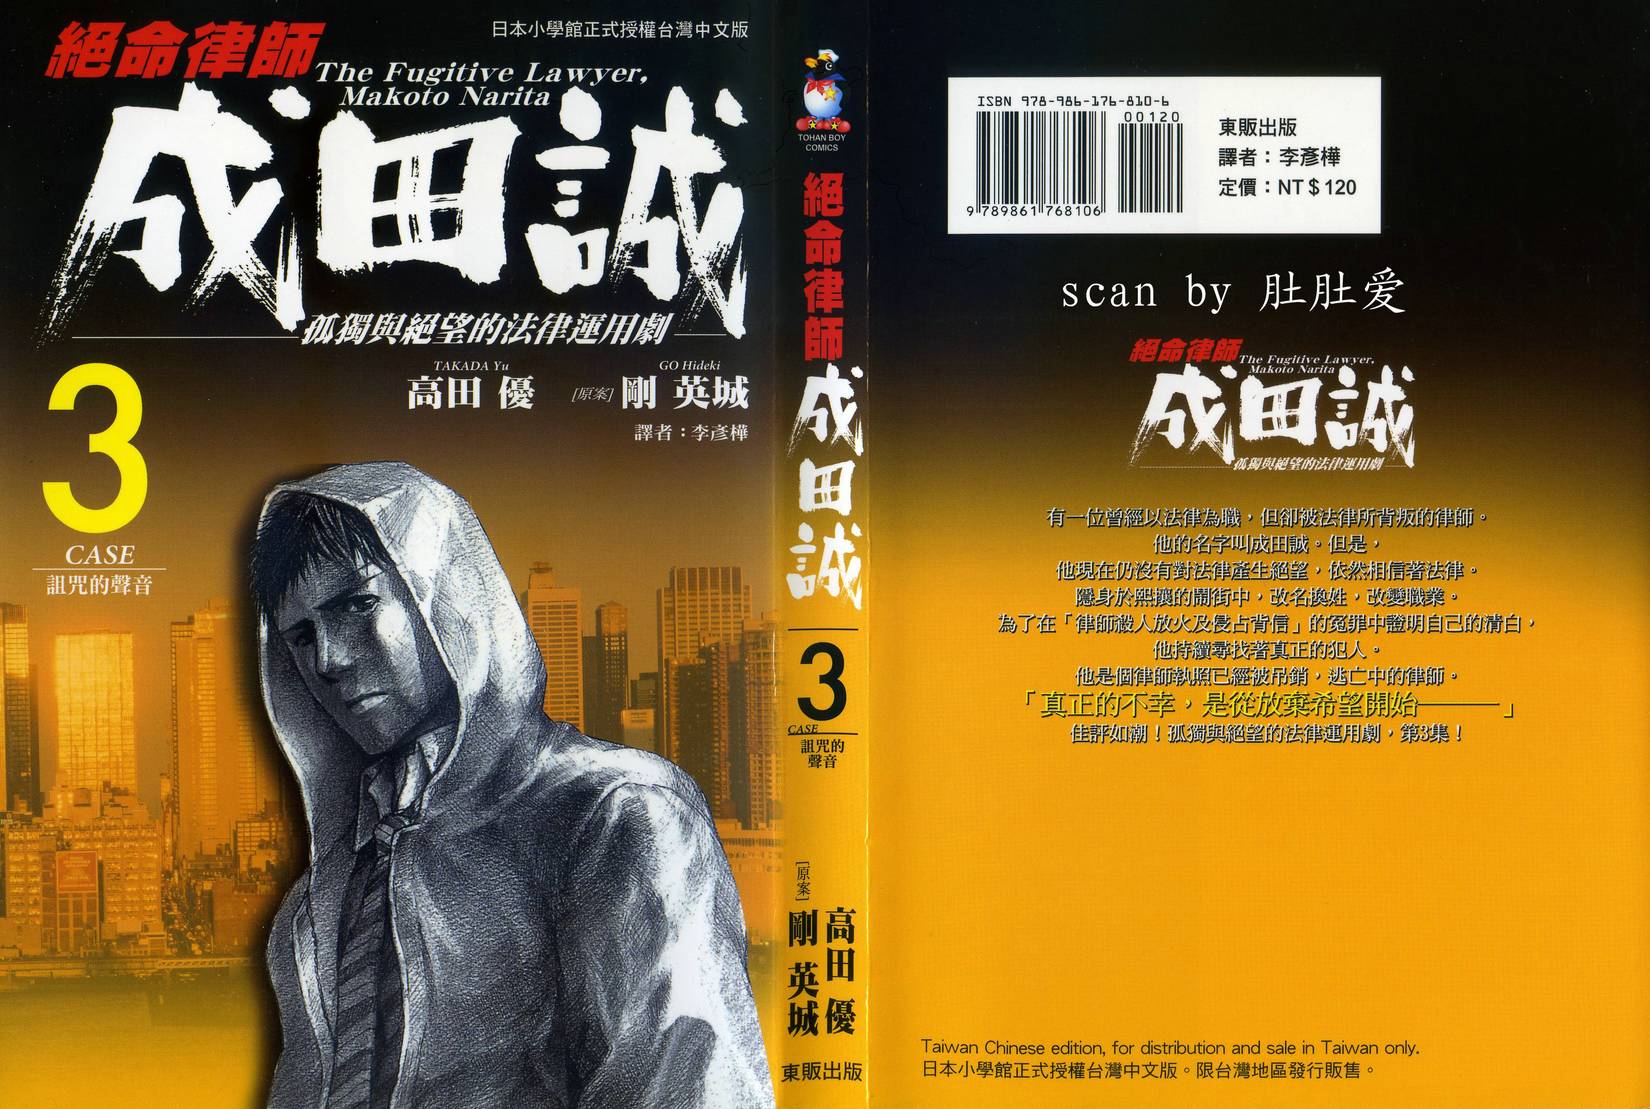 日本小學館正式授權台灣中文版
絕命律師
The Fugitive Lawyer,
Makoto Narita
成田誠
孤獨與絕望的法律運用劇
TAKADA Yu
GO Hideki
高田 優 [原案] 剛 英城
譯者：李彥樺
3
CASE
詛咒的聲音
TOHAN BOY
COMICS
絕命律師
成田誠
3
CASE
詛咒的
聲音
[原案]
高田 優
剛 英城
東販出版
ISBN 978-986-176-810-6
00120
9 789861 768106
東販出版
譯者：李彥樺
定價：NT＄120
scan by 肚肚愛
絕命律師
The Fugitive Lawyer,
Makoto Narita
成田誠
孤獨與絕望的法律運用劇
有一位曾經以法律為職，但卻被法律所背叛的律師。
他的名字叫成田誠。但是，
他現在仍沒有對法律產生絕望，依然相信著法律。
隱身於熙攘的鬧街中，改名換姓，改變職業。
為了在「律師殺人放火及侵占背信」的冤罪中證明自己的清白，
他持續尋找著真正的犯人。
他是個律師執照已經被吊銷，逃亡中的律師。
「真正的不幸，是從放棄希望開始———」
佳評如潮！孤獨與絕望的法律運用劇，第3集！
Taiwan Chinese edition, for distribution and sale in Taiwan only.
日本小學館正式授權台灣中文版。限台灣地區發行販售。